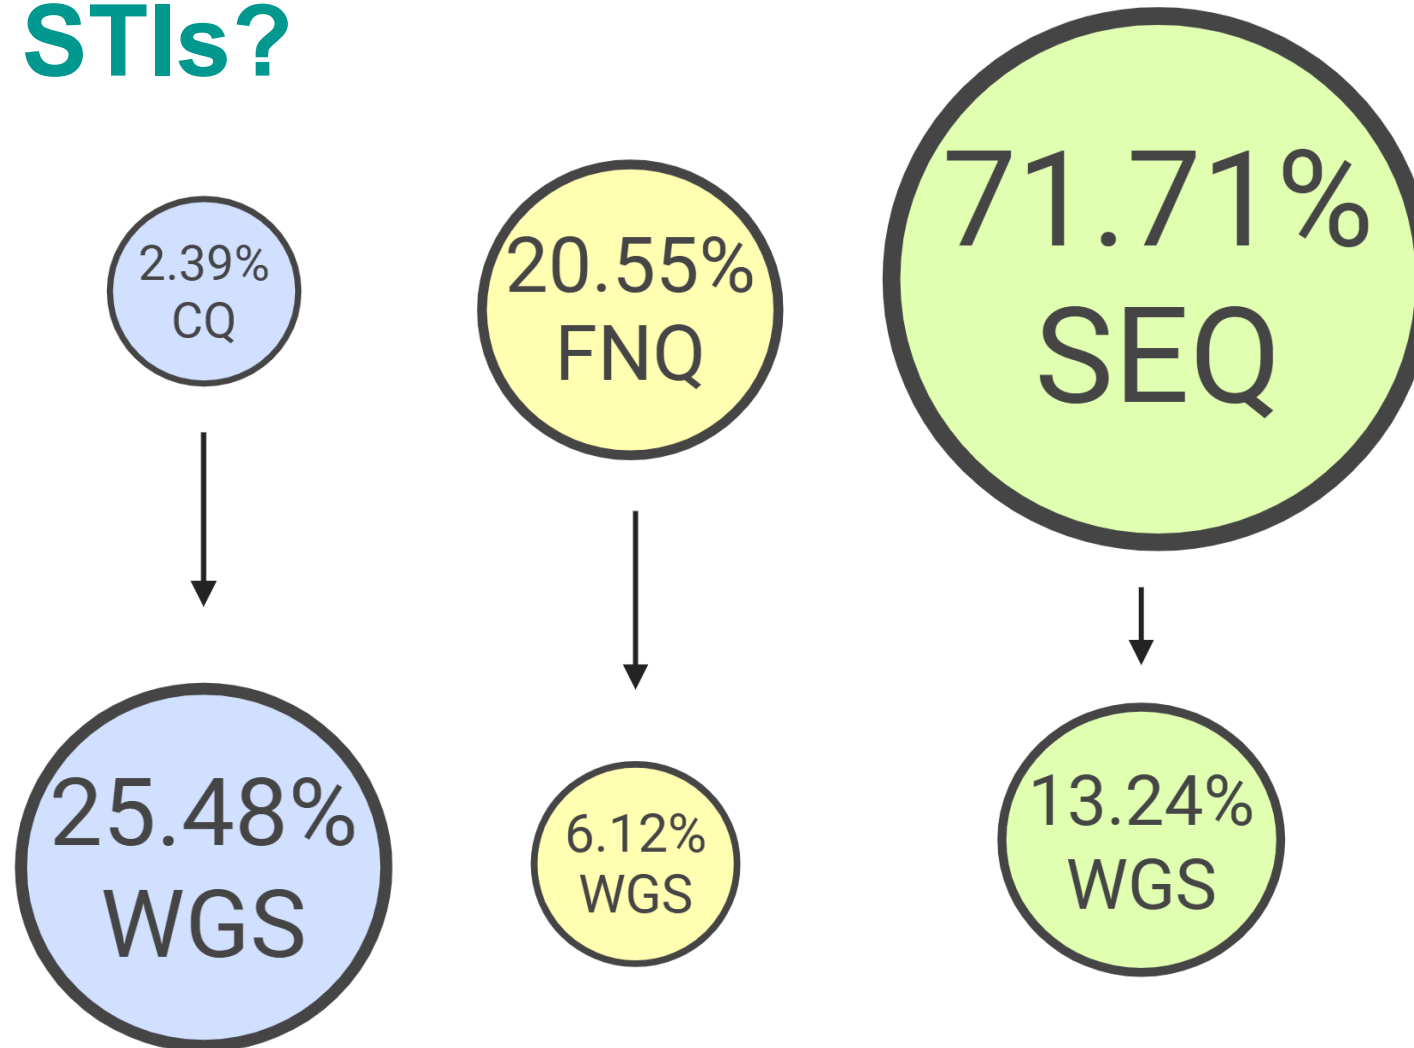 STIs?
2.39%
CQ
20.55%
FNQ
71.71%
SEQ
25.48%
WGS
6.12%
WGS
13.24%
WGS